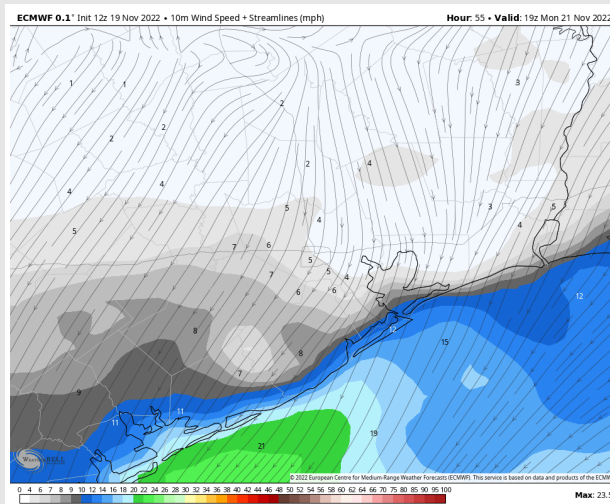 ECMWF 0.1° Init 12z 19 Nov 2022 • 10m Wind Speed + Streamlines (mph)
Hour: 55 • Valid: 19z Mon 21 Nov 2022
1 1 3
2
2 2
2 4
4 4
5 3 5
4 4
5
7 6
5
7 5 4
6 6
12
8 12
15
8
7
9
11 11
19
21
WeatherBELL
© 2022 European Centre for Medium-Range Weather Forecasts (ECMWF). This service is based on data and products of the ECMWF
0 4 6 8 9 10 12 14 16 18 20 22 24 26 28 30 32 34 36 38 40 42 44 46 48 50 52 54 56 58 60 62 64 66 70 75 80 85 90 95 100
Max: 28.